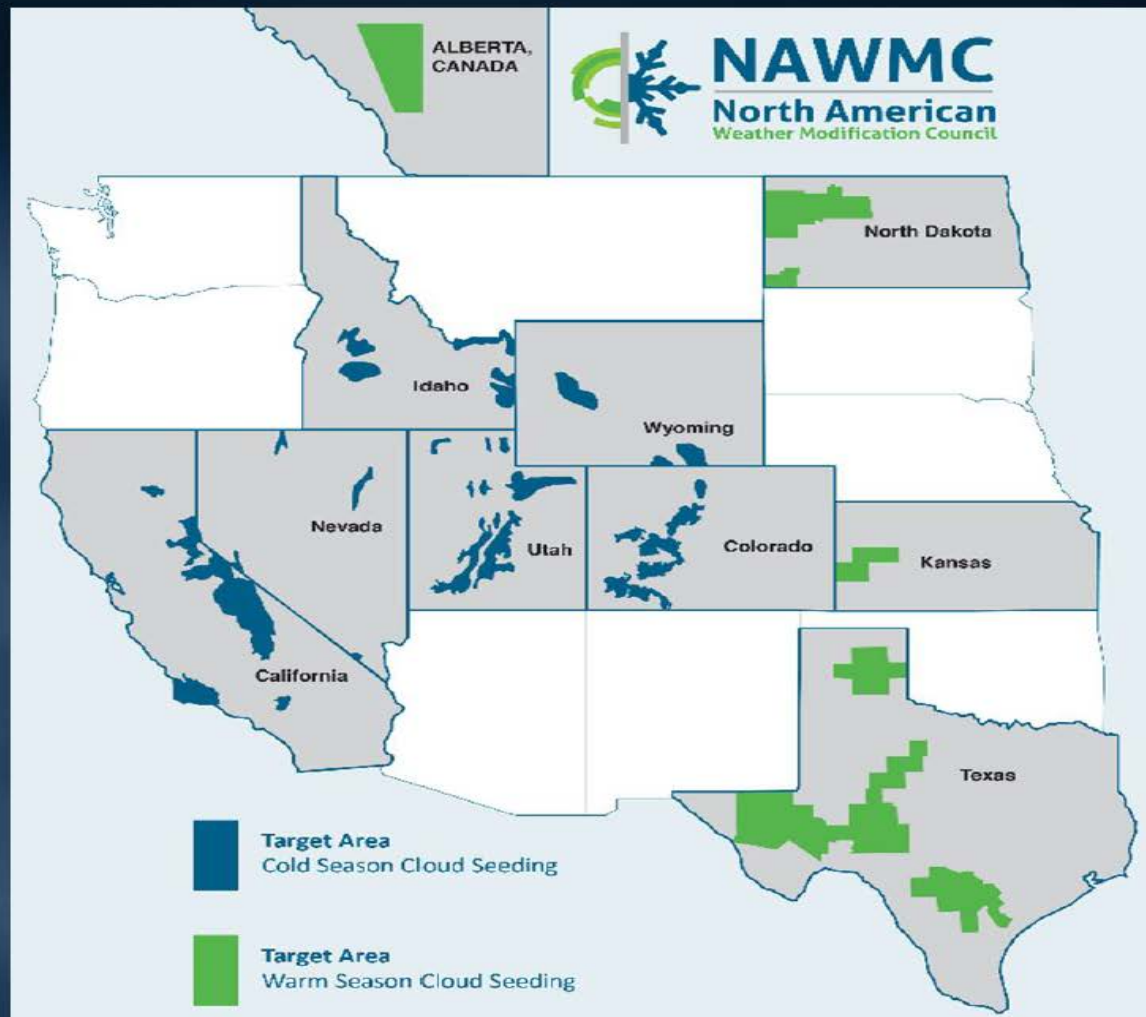 ALBERTA,
CANADA
NAWMC
North American
Weather Modification Council
North Dakota
Idaho
Wyoming
Nevada
Utah
Colorado
Kansas
California
Texas
Target Area
Cold Season Cloud Seeding
Target Area
Warm Season Cloud Seeding